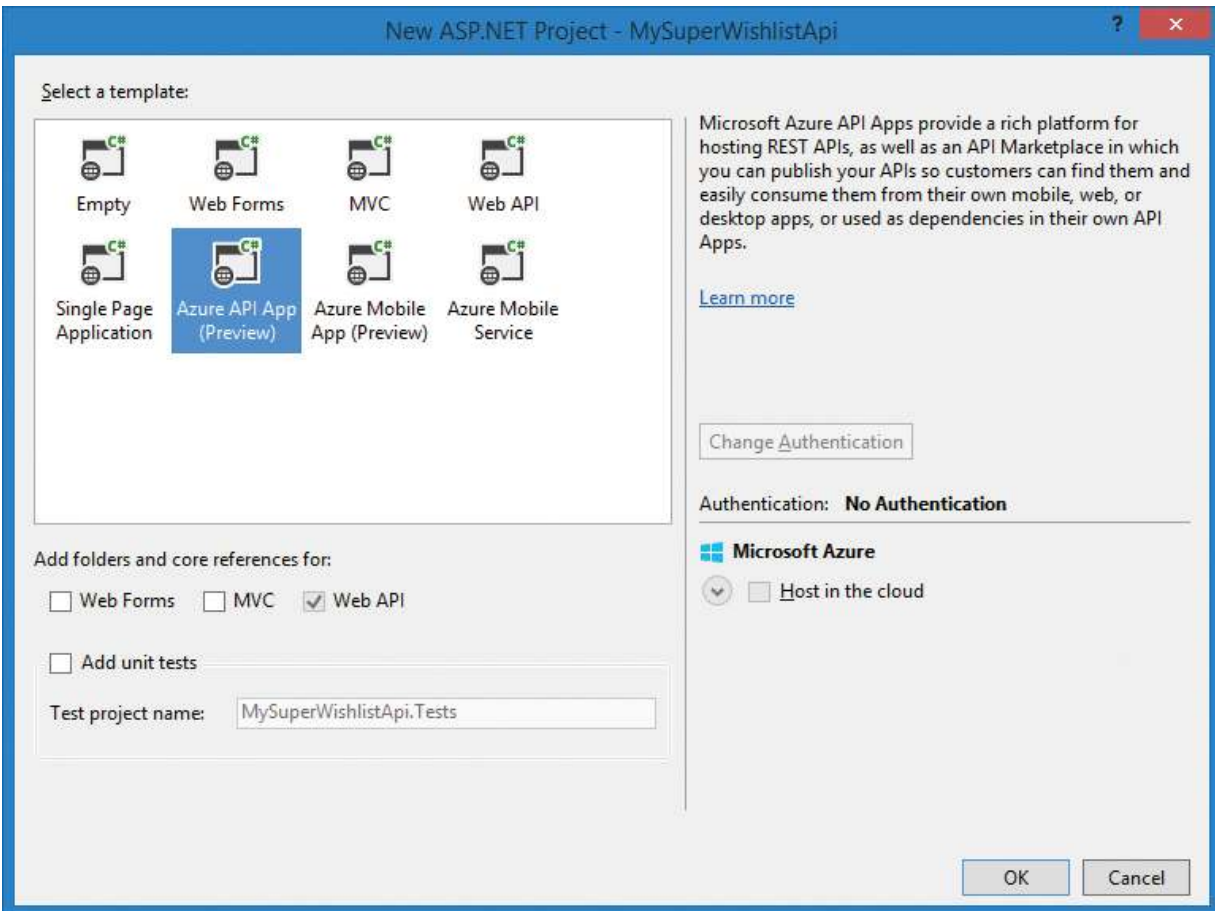 New ASP.NET Project - MySuperWishlistApi
?
Select a template:
C# C# C# C#
Empty Web Forms MVC Web API
C# C# C# C#
Single Page Azure API App Azure Mobile Azure Mobile
Application (Preview) App (Preview) Service
Microsoft Azure API Apps provide a rich platform for
hosting REST APIs, as well as an API Marketplace in which
you can publish your APIs so customers can find them and
easily consume them from their own mobile, web, or
desktop apps, or used as dependencies in their own API
Apps.
Learn more
Change Authentication
Authentication: No Authentication
Microsoft Azure
Host in the cloud
Add folders and core references for:
Web Forms MVC Web API
Add unit tests
Test project name: MySuperWishlistApi.Tests
OK Cancel